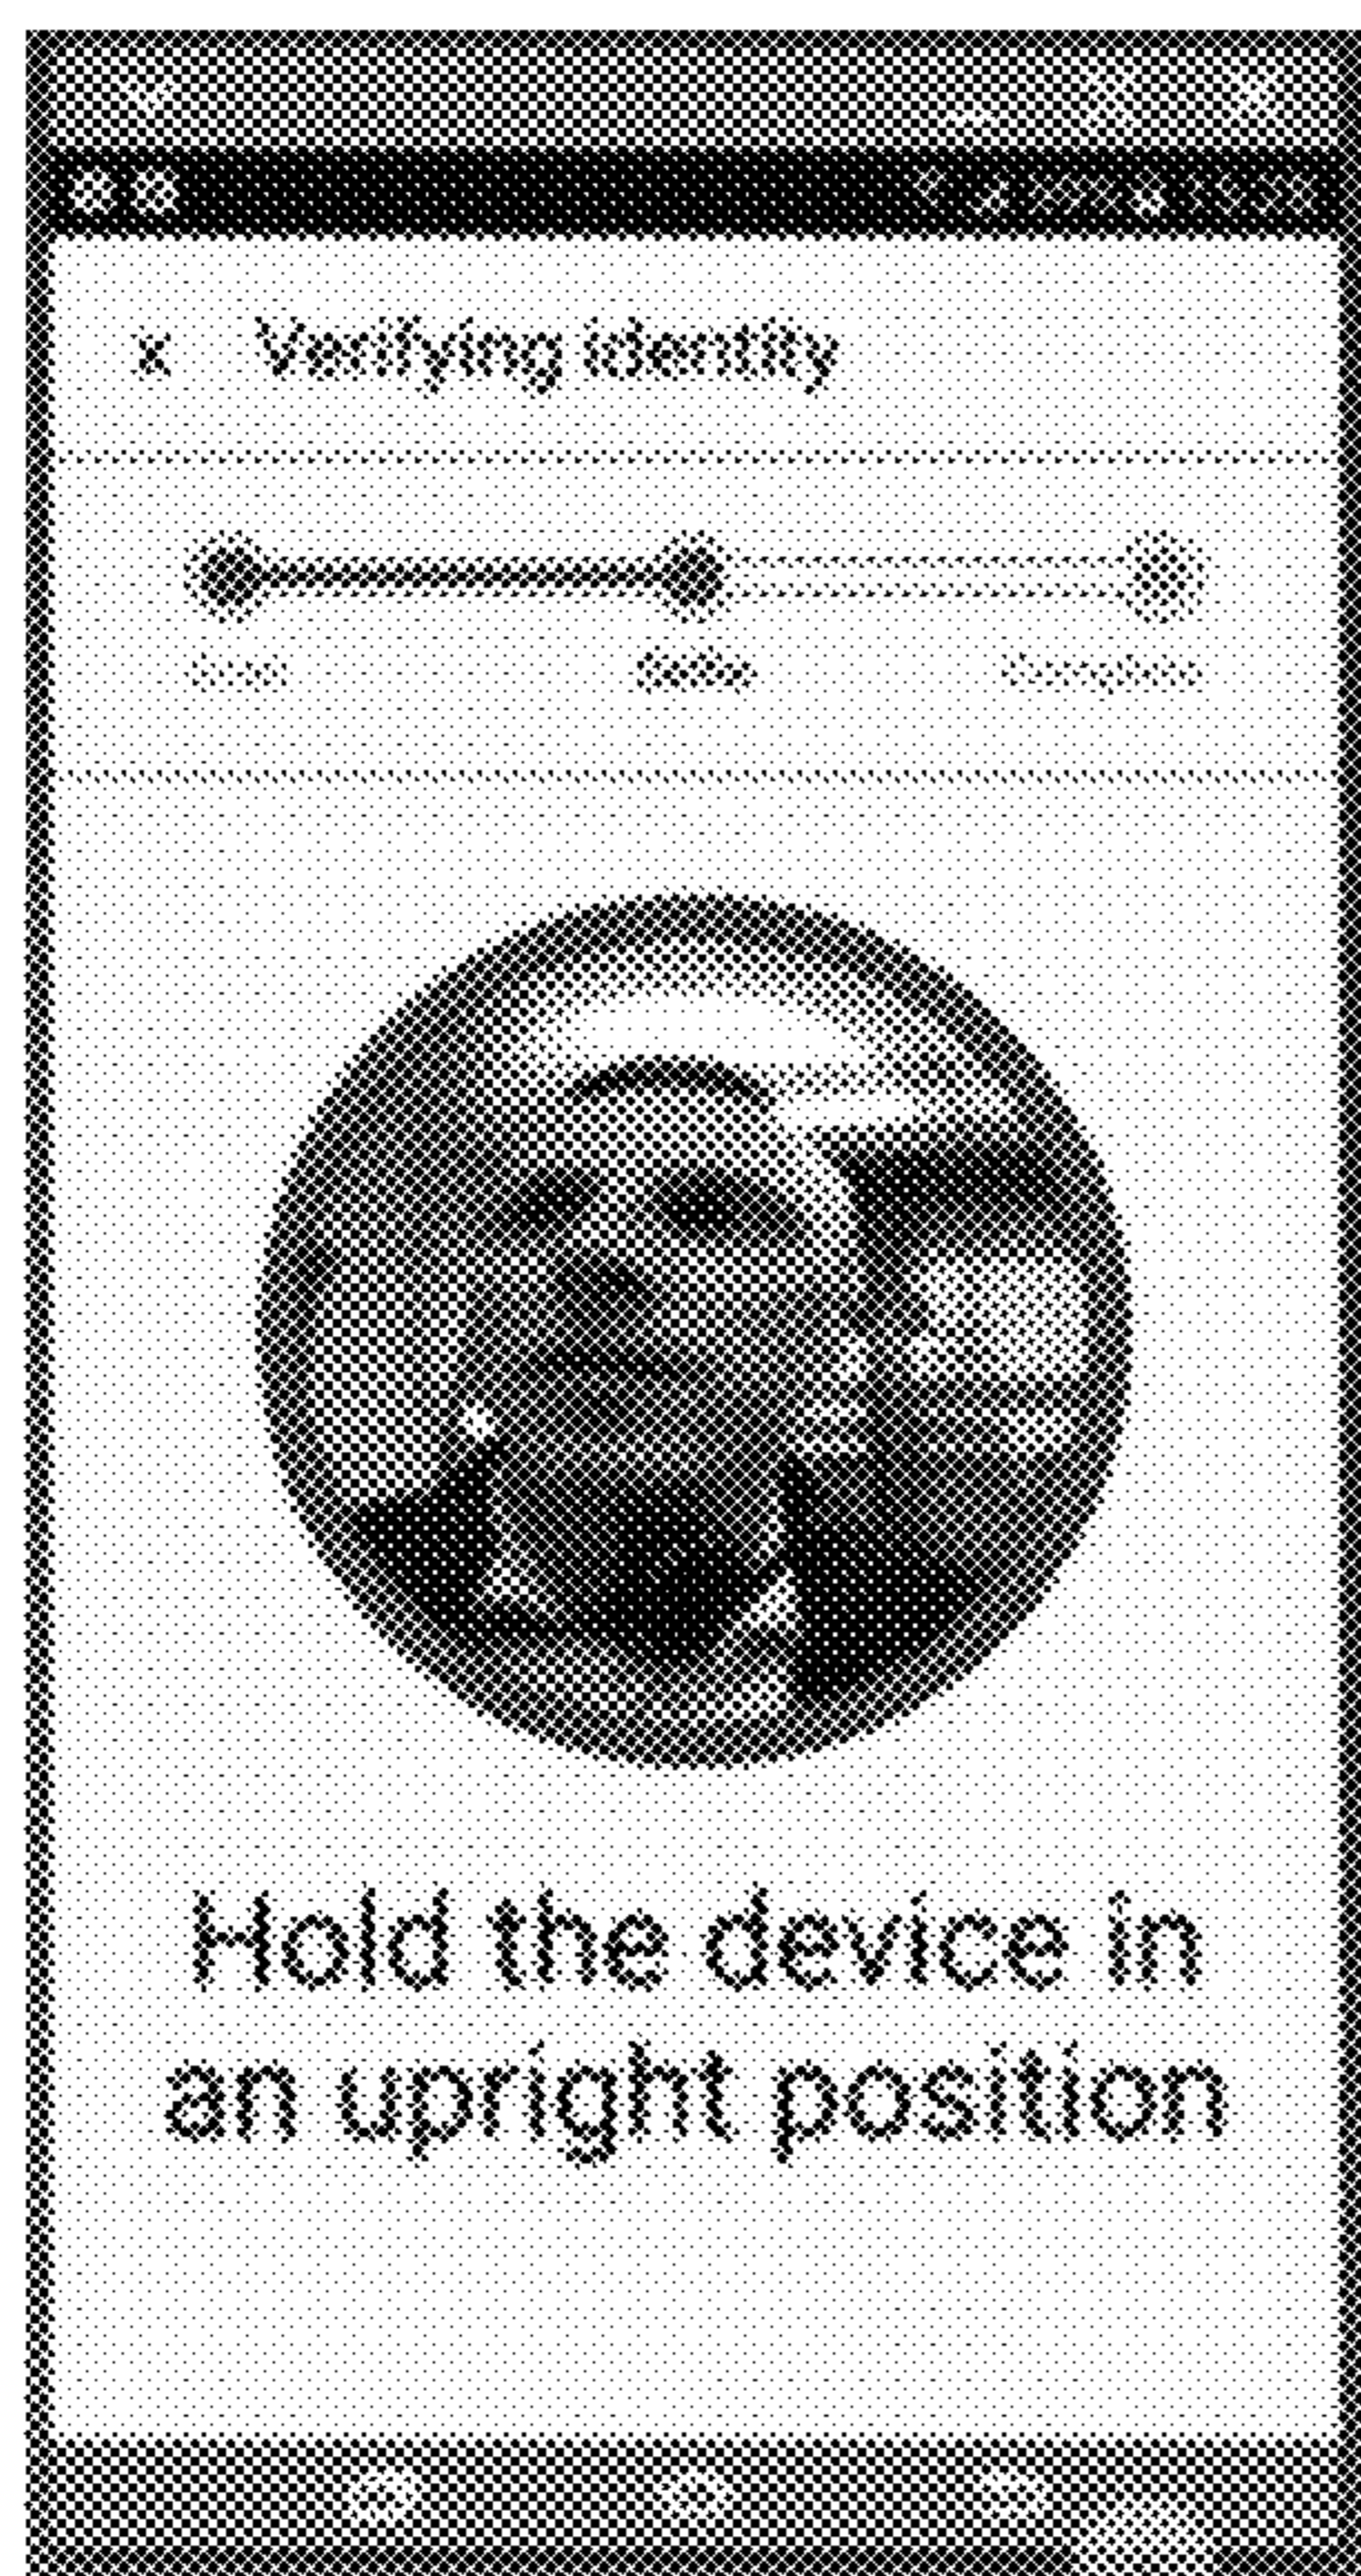 x Verifying identity
Hold the device in
an upright position